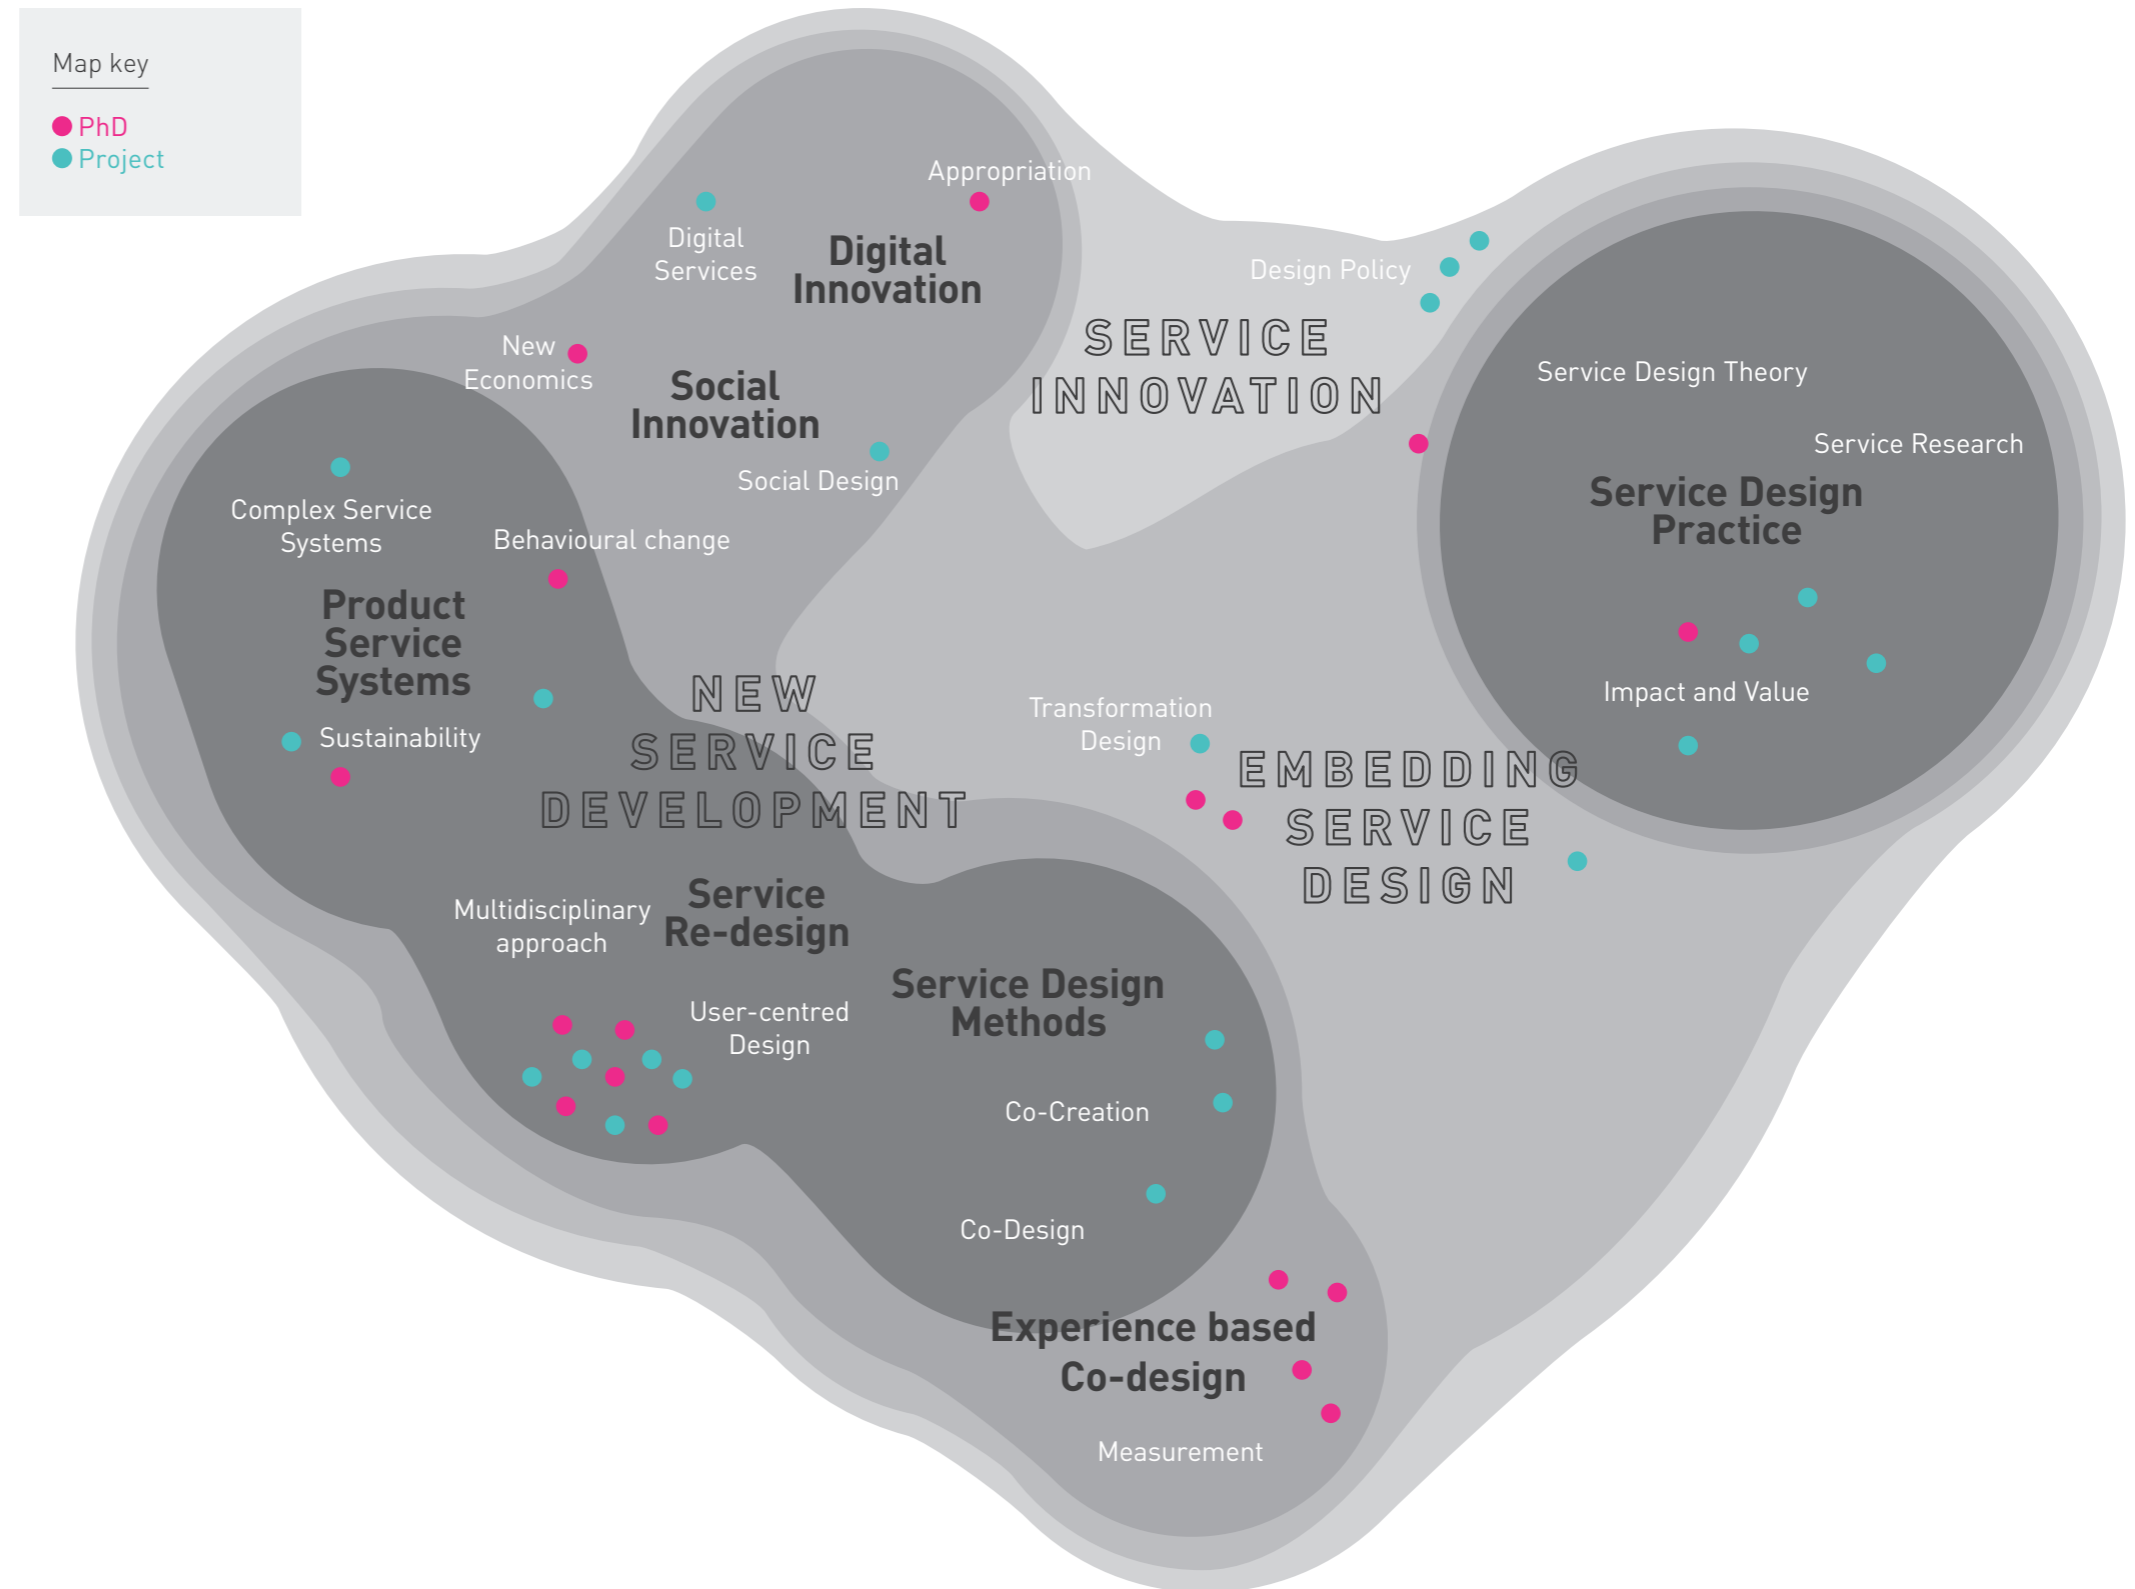 Map key
PhD
Project
Appropriation
Digital
Services
Digital
Innovation
Design Policy
New
Economics
Social
Innovation
Social Design
SERVICE
INNOVATION
Service Design Theory
Service Research
Service Design
Practice
Complex Service
Systems
Behavioural change
Product
Service
Systems
Sustainability
NEW
SERVICE
DEVELOPMENT
Transformation
Design
Impact and Value
EMBEDDING
SERVICE
DESIGN
Multidisciplinary
approach
Service
Re-design
User-centred
Design
Service Design
Methods
Co-Creation
Co-Design
Experience based
Co-design
Measurement